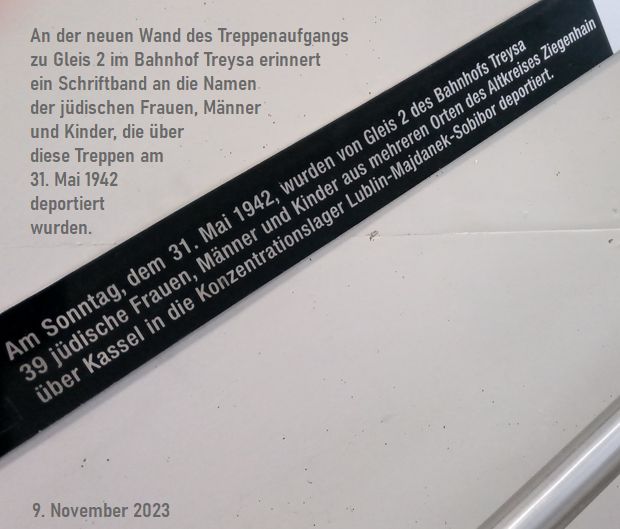 An der neuen Wand des Treppenaufgangs
zu Gleis 2 im Bahnhof Treysa erinnert
ein Schriftband an die Namen
der jüdischen Frauen, Männer
und Kinder, die über
diese Treppen am
31. Mai 1942
deportiert
wurden.
Am Sonntag, dem 31. Mai 1942, wurden von Gleis 2 des Bahnhofs Treysa
39 jüdische Frauen, Männer und Kinder aus mehreren Orten des Altkreises Ziegenhain
über Kassel in die Konzentrationslager Lublin-Majdanek-Sobibor deportiert.
9. November 2023